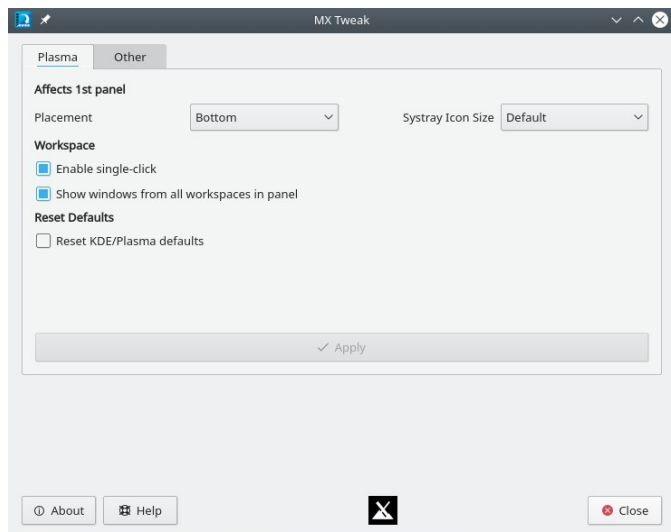 MX Tweak
Plasma Other
Affects 1st panel
Placement Bottom Systray Icon Size Default
Workspace
Enable single-click
Show windows from all workspaces in panel
Reset Defaults
Reset KDE/Plasma defaults
Apply
About Help Close